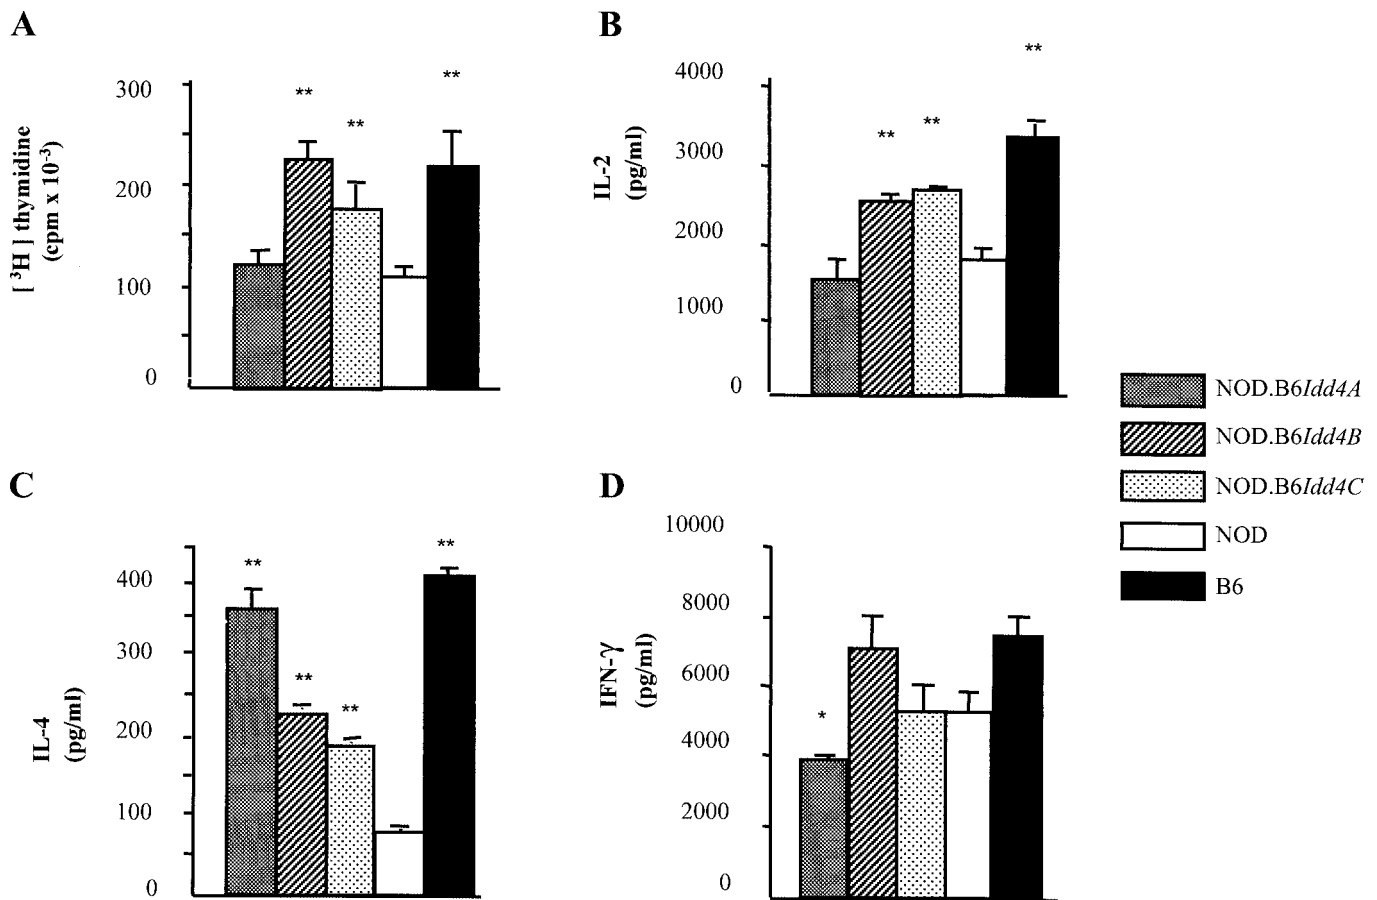 A
300
200
100
0
[ ³H ] thymidine
(cpm x 10⁻³)
**
**
**
B
4000
3000
2000
1000
0
IL-2
(pg/ml)
**
**
**
C
400
300
200
100
0
IL-4
(pg/ml)
**
**
**
**
D
10000
8000
6000
4000
2000
0
IFN-γ
(pg/ml)
*
NOD.B6Idd4A
NOD.B6Idd4B
NOD.B6Idd4C
NOD
B6